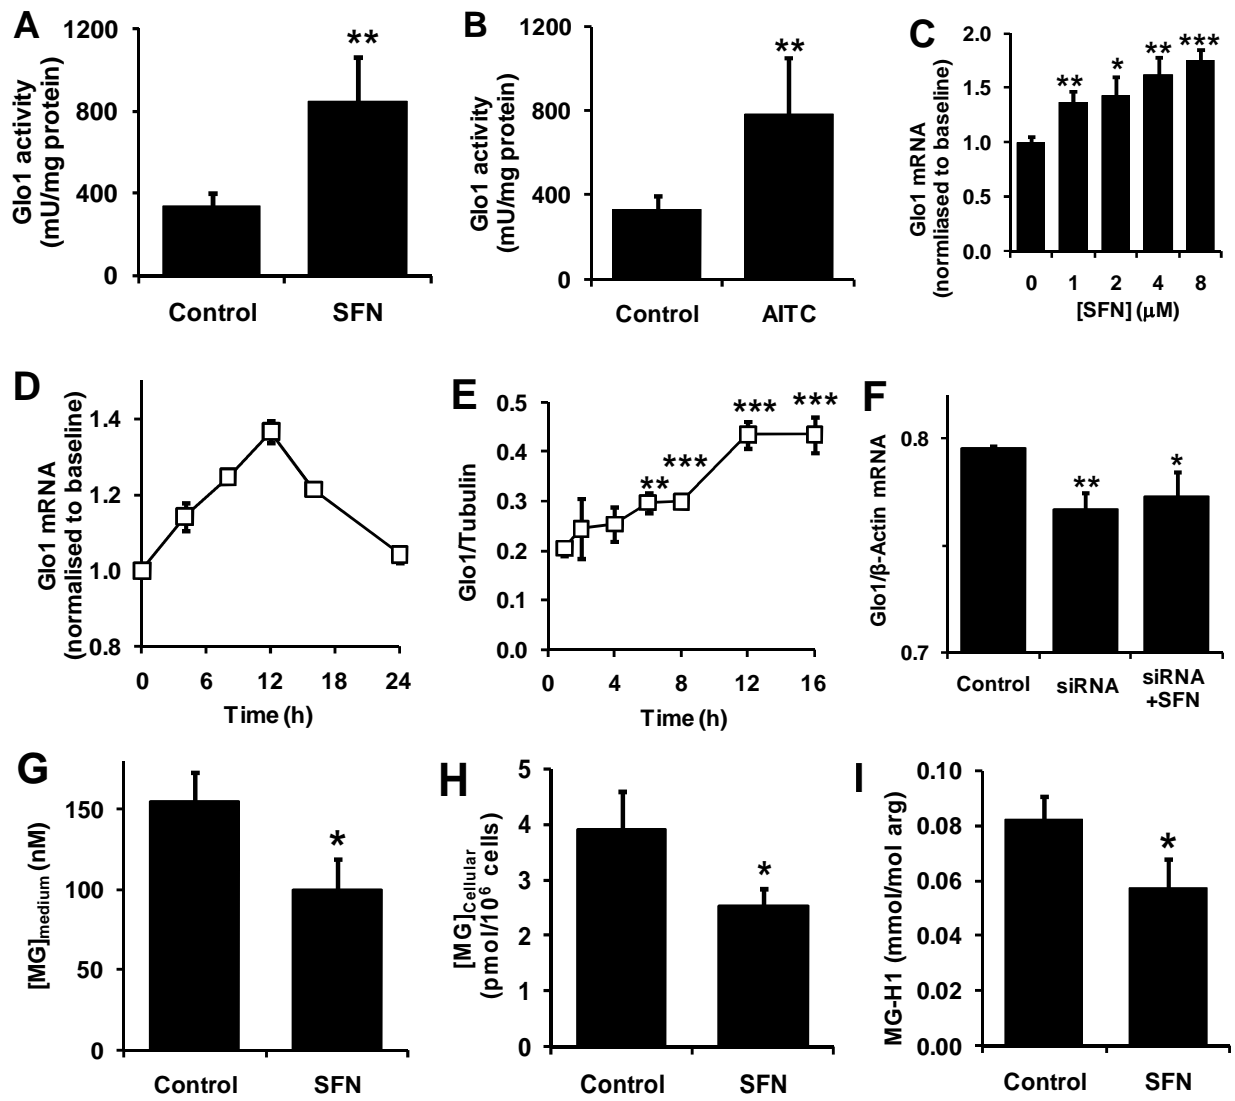 A
Glo1 activity
(mU/mg protein)
1200
800
400
0
**
Control
SFN
B
Glo1 activity
(mU/mg protein)
1200
800
400
0
**
Control
AITC
C
Glo1 mRNA
(normliased to baseline)
2.0
1.5
1.0
0.5
0.0
**
*
**
***
0
1
2
4
8
[SFN] (μM)
D
Glo1 mRNA
(normalised to baseline)
1.4
1.2
1.0
0.8
0
6
12
18
24
Time (h)
E
Glo1/Tubulin
0.5
0.4
0.3
0.2
0.1
0.0
**
***
***
***
0
4
8
12
16
Time (h)
F
Glo1/β-Actin mRNA
0.8
0.7
**
*
Control
siRNA
siRNA
+SFN
G
[MG]medium (nM)
150
100
50
0
*
Control
SFN
H
[MG]Cellular
(pmol/10⁶ cells)
5
4
3
2
1
0
*
Control
SFN
I
MG-H1 (mmol/mol arg)
0.10
0.08
0.06
0.04
0.02
0.00
*
Control
SFN